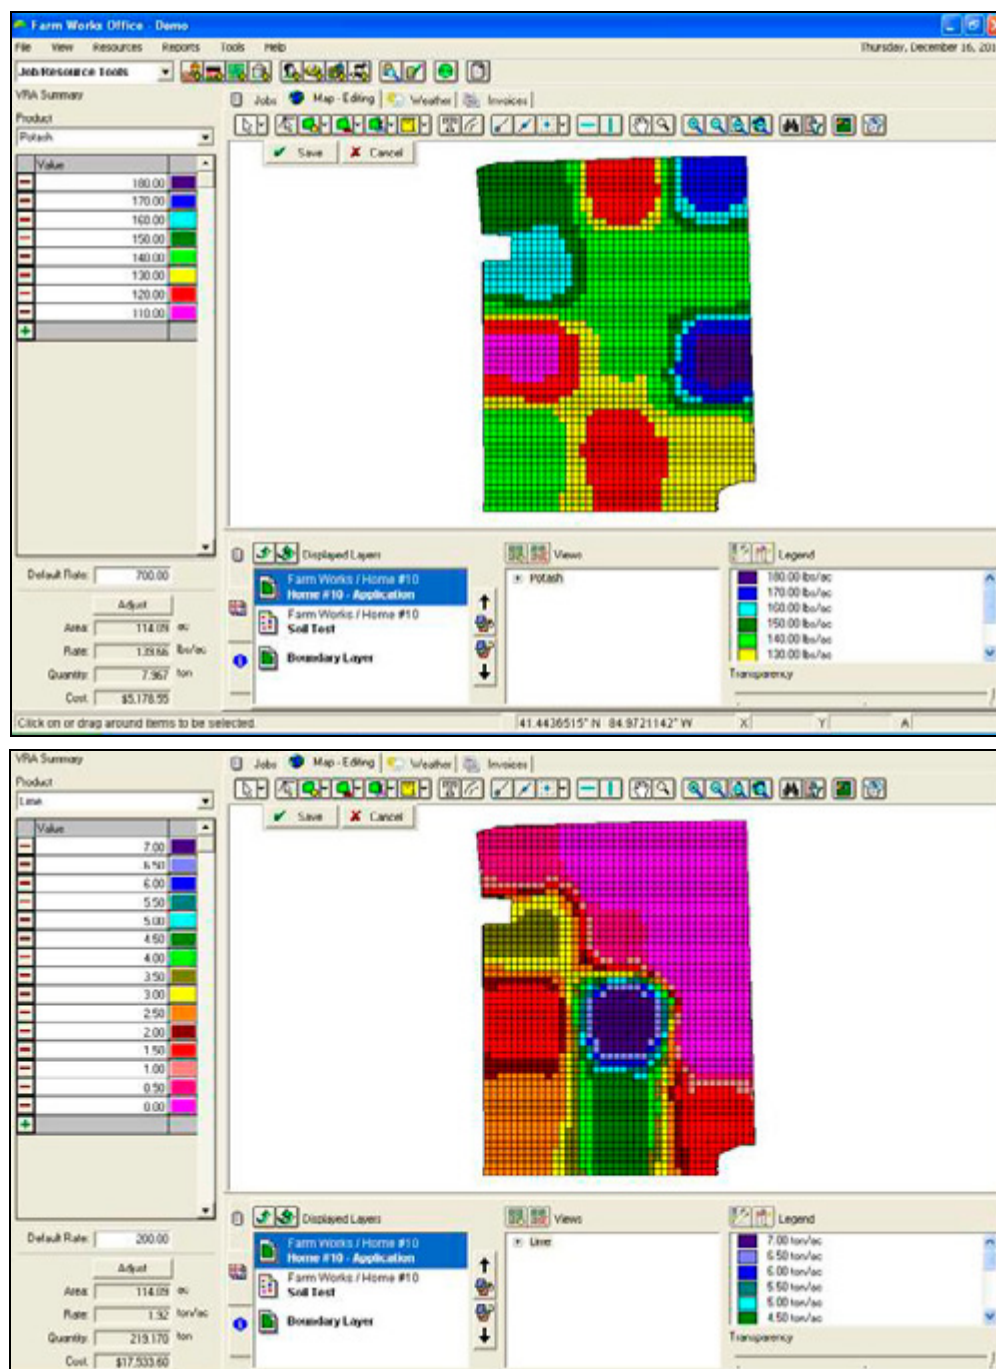 Farm Works Office - Demo
File View Resources Reports Tools Help Thursday, December 16, 201
Job/Resource Tools
VRA Summary
Jobs Map - Editing Weather Invoices
Product
Potash
Save Cancel
Value
180.00
170.00
160.00
150.00
140.00
130.00
120.00
110.00
Default Rate: 700.00
Adjust
Area: 114.09 ac
Rate: 139.66 lbs/ac
Quantity: 7.967 ton
Cost: $5,178.55
Displayed Layers
Farm Works / Home #10
Home #10 - Application
Farm Works / Home #10
Soil Test
Boundary Layer
Views
Potash
Legend
180.00 lbs/ac
170.00 lbs/ac
160.00 lbs/ac
150.00 lbs/ac
140.00 lbs/ac
130.00 lbs/ac
Transparency
Click on or drag around items to be selected. 41.4436515° N 84.9721142° W X Y A
VRA Summary
Jobs Map - Editing Weather Invoices
Product
Lime
Save Cancel
Value
7.00
6.50
6.00
5.50
5.00
4.50
4.00
3.50
3.00
2.50
2.00
1.50
1.00
0.50
0.00
Default Rate: 200.00
Adjust
Area: 114.09 ac
Rate: 1.92 ton/ac
Quantity: 219.170 ton
Cost: $17,533.60
Displayed Layers
Farm Works / Home #10
Home #10 - Application
Farm Works / Home #10
Soil Test
Boundary Layer
Views
Lime
Legend
7.00 ton/ac
6.50 ton/ac
6.00 ton/ac
5.50 ton/ac
5.00 ton/ac
4.50 ton/ac
Transparency